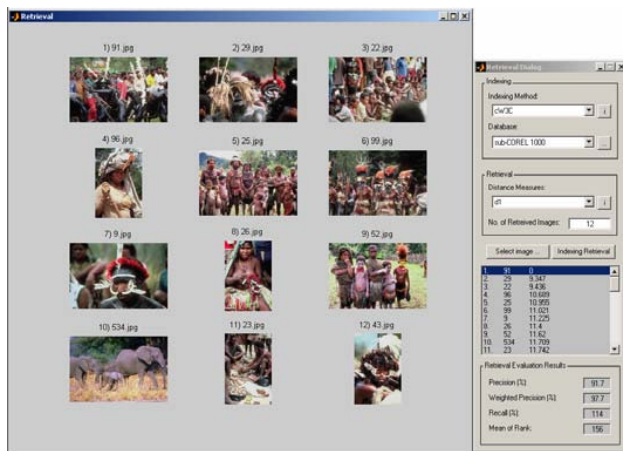 Retrieval
1) 91.jpg
2) 29.jpg
3) 22.jpg
4) 96.jpg
5) 25.jpg
6) 99.jpg
7) 9.jpg
8) 26.jpg
9) 52.jpg
10) 534.jpg
11) 23.jpg
12) 43.jpg
Retrieval Dialog
Indexing
Indexing Method:
cW3C
i
Database:
sub-COREL 1000
...
Retrieval
Distance Measures:
d1
i
No. of Retreived Images: 12
Select image ... Indexing Retrieval
1. 91 0
2. 29 9.347
3. 22 9.436
4. 96 10.689
5. 25 10.955
6. 99 11.021
7. 9 11.225
8. 26 11.4
9. 52 11.62
10. 534 11.709
11. 23 11.742
Retrieval Evaluation Results
Precision (%): 91.7
Weighted Precision (%): 97.7
Recall (%): 114
Mean of Rank: 156